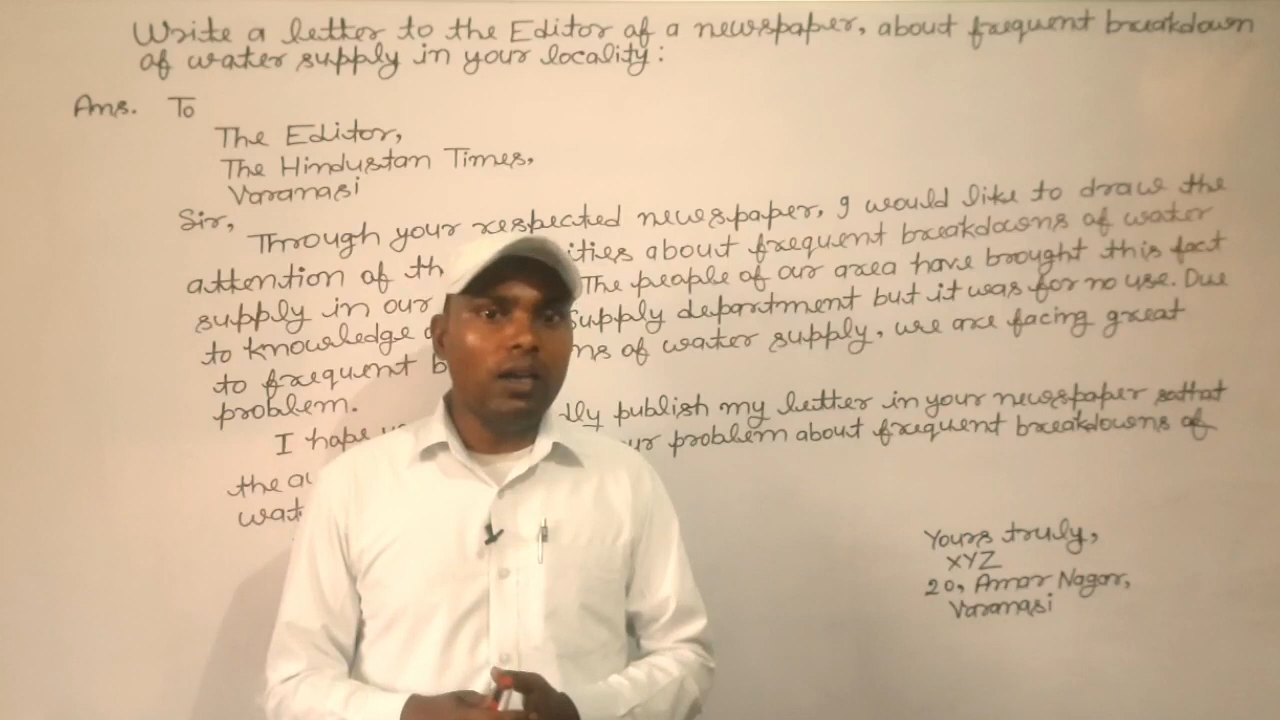 Write a letter to the Editor of a newspaper, about frequent breakdown
of water supply in your locality:
Ans. To
The Editor,
The Hindustan Times,
Varanasi
Sir,
Through your respected newspaper, I would like to draw the
attention of th ities about frequent breakdowns of water
supply in our The people of our area have brought this fact
to knowledge supply department but it was for no use. Due
to frequent b ns of water supply, we are facing great
problem.
I hope publish my letter in your newspaper sothat
the au ur problem about frequent breakdowns of
wat
Yours truly,
XYZ
20, Amar Nagar,
Varanasi